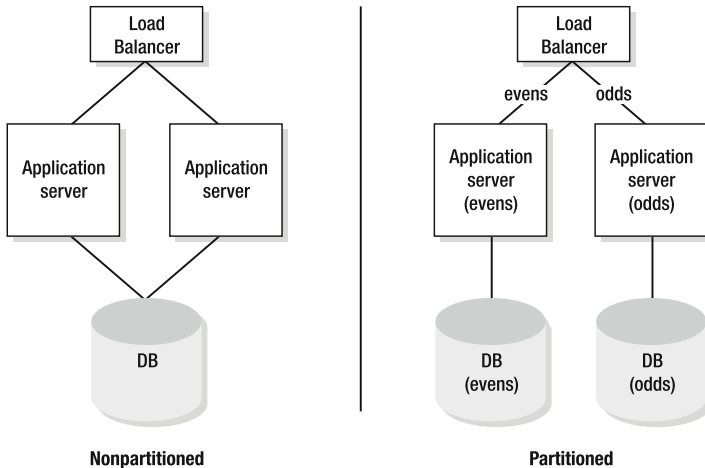 Load
Balancer
Application
server
Application
server
DB
Nonpartitioned
Load
Balancer
evens
odds
Application
server
(evens)
Application
server
(odds)
DB
(evens)
DB
(odds)
Partitioned